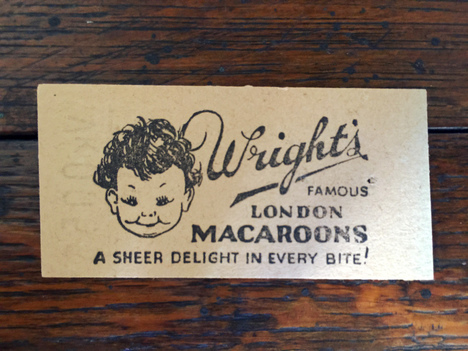 Wright's
FAMOUS
LONDON
MACAROONS
A SHEER DELIGHT IN EVERY BITE!